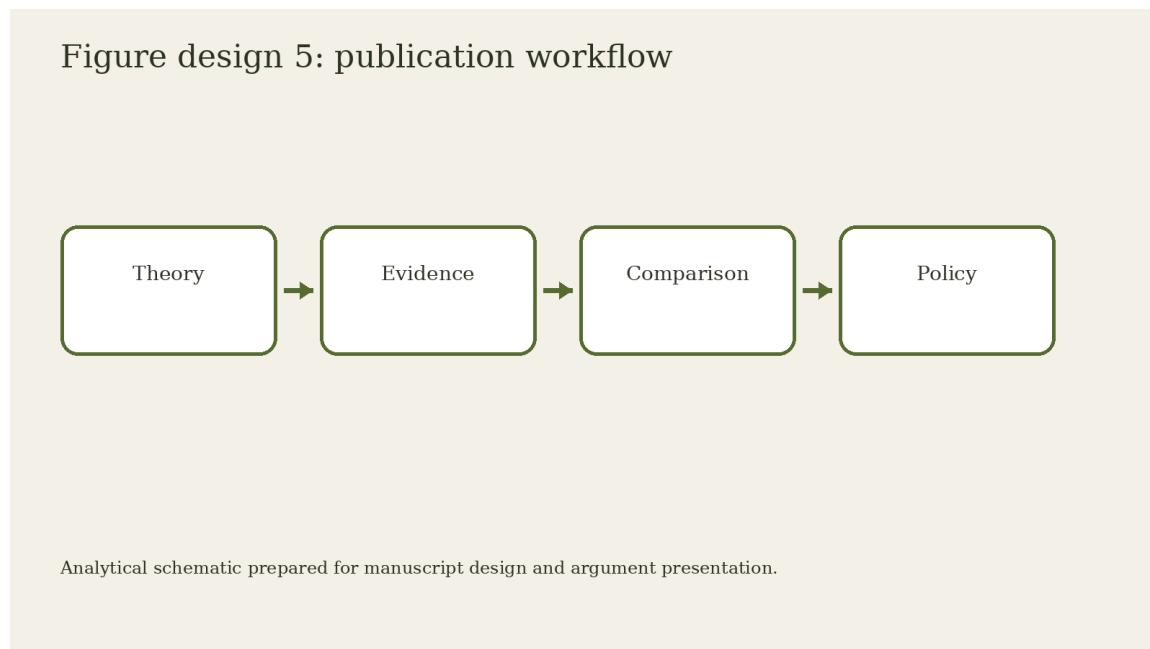 Figure design 5: publication workflow
Theory
Evidence
Comparison
Policy
Analytical schematic prepared for manuscript design and argument presentation.